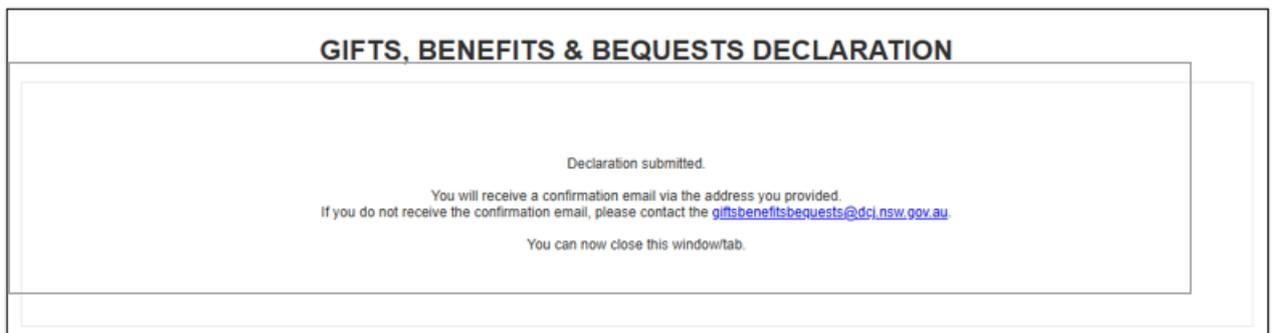 GIFTS, BENEFITS & BEQUESTS DECLARATION
Declaration submitted.
You will receive a confirmation email via the address you provided.
If you do not receive the confirmation email, please contact the giftsbenefitsbequests@dcj.nsw.gov.au.
You can now close this window/tab.